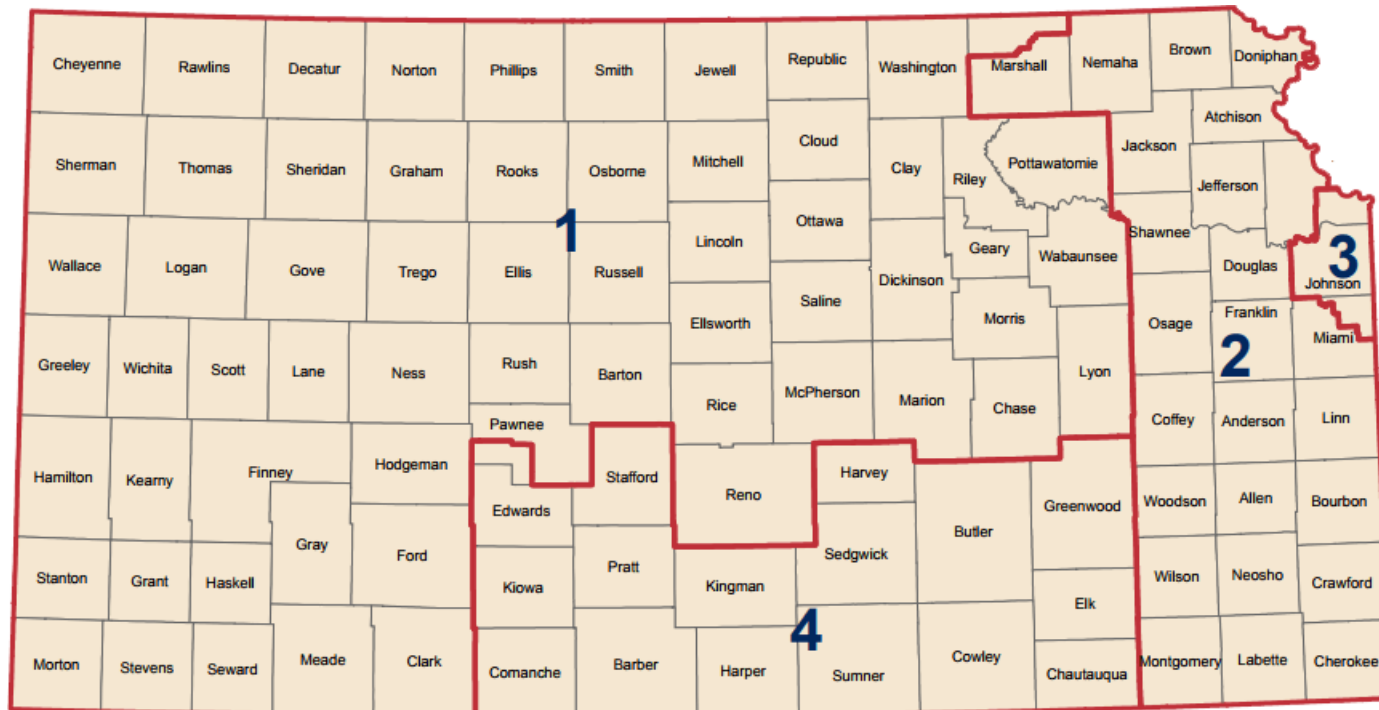 Cheyenne
Rawlins
Decatur
Norton
Phillips
Smith
Jewell
Republic
Washington
Marshall
Nemaha
Brown
Doniphan
Sherman
Thomas
Sheridan
Graham
Rooks
Osborne
Mitchell
Cloud
Clay
Riley
Pottawatomie
Jackson
Atchison
Jefferson
1
Wallace
Logan
Gove
Trego
Ellis
Russell
Lincoln
Ottawa
Saline
Dickinson
Geary
Wabaunsee
Shawnee
Douglas
3
Johnson
Greeley
Wichita
Scott
Lane
Ness
Rush
Barton
Ellsworth
Rice
McPherson
Marion
Morris
Chase
Lyon
Osage
Franklin
2
Miami
Pawnee
Coffey
Anderson
Linn
Hamilton
Kearny
Finney
Hodgeman
Stafford
Reno
Harvey
Butler
Greenwood
Woodson
Allen
Bourbon
Edwards
Gray
Ford
Sedgwick
Stanton
Grant
Haskell
Kiowa
Pratt
Kingman
Elk
Wilson
Neosho
Crawford
4
Morton
Stevens
Seward
Meade
Clark
Comanche
Barber
Harper
Sumner
Cowley
Chautauqua
Montgomery
Labette
Cherokee